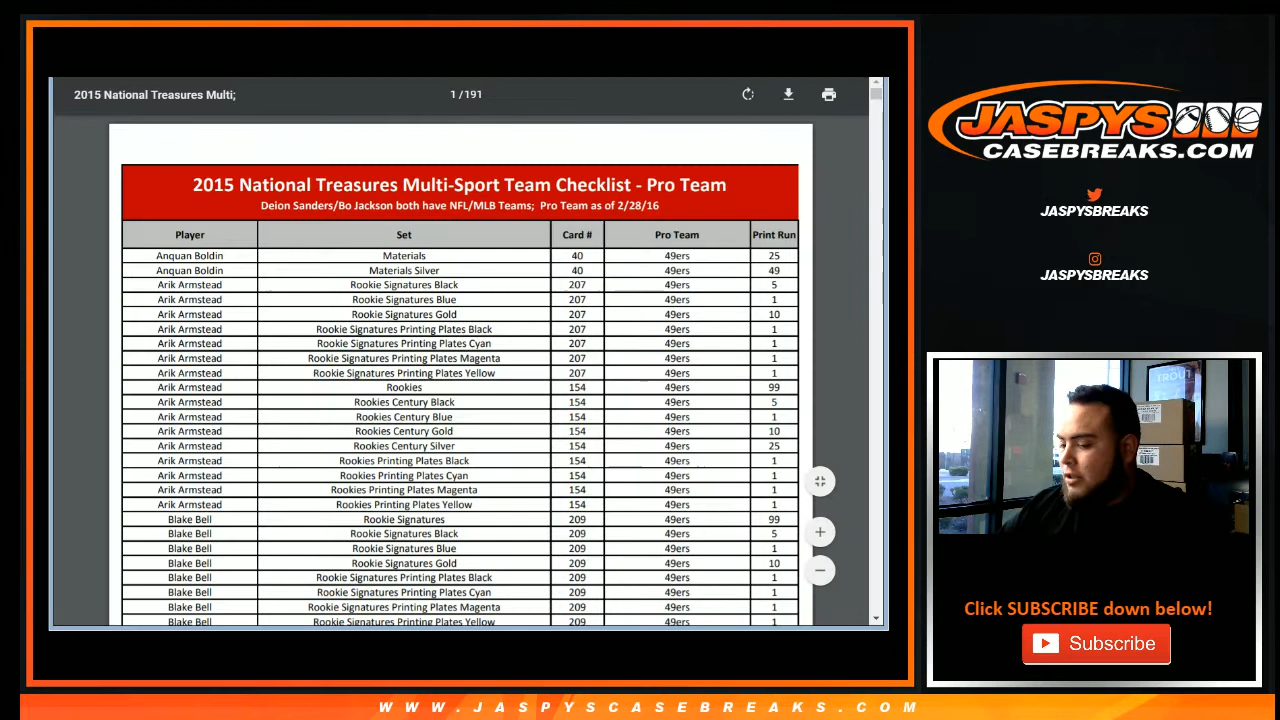 2015 National Treasures Multi; 1 / 191
2015 National Treasures Multi-Sport Team Checklist - Pro Team
Deion Sanders/Bo Jackson both have NFL/MLB Teams; Pro Team as of 2/28/16
Player Set Card # Pro Team Print Run
Anquan Boldin Materials 40 49ers 25
Anquan Boldin Materials Silver 40 49ers 49
Arik Armstead Rookie Signatures Black 207 49ers 5
Arik Armstead Rookie Signatures Blue 207 49ers 1
Arik Armstead Rookie Signatures Gold 207 49ers 10
Arik Armstead Rookie Signatures Printing Plates Black 207 49ers 1
Arik Armstead Rookie Signatures Printing Plates Cyan 207 49ers 1
Arik Armstead Rookie Signatures Printing Plates Magenta 207 49ers 1
Arik Armstead Rookie Signatures Printing Plates Yellow 207 49ers 1
Arik Armstead Rookies 154 49ers 99
Arik Armstead Rookies Century Black 154 49ers 5
Arik Armstead Rookies Century Blue 154 49ers 1
Arik Armstead Rookies Century Gold 154 49ers 10
Arik Armstead Rookies Century Silver 154 49ers 25
Arik Armstead Rookies Printing Plates Black 154 49ers 1
Arik Armstead Rookies Printing Plates Cyan 154 49ers 1
Arik Armstead Rookies Printing Plates Magenta 154 49ers 1
Arik Armstead Rookies Printing Plates Yellow 154 49ers 1
Blake Bell Rookie Signatures 209 49ers 99
Blake Bell Rookie Signatures Black 209 49ers 5
Blake Bell Rookie Signatures Blue 209 49ers 1
Blake Bell Rookie Signatures Gold 209 49ers 10
Blake Bell Rookie Signatures Printing Plates Black 209 49ers 1
Blake Bell Rookie Signatures Printing Plates Cyan 209 49ers 1
Blake Bell Rookie Signatures Printing Plates Magenta 209 49ers 1
Blake Bell Rookie Signatures Printing Plates Yellow 209 49ers 1
JASPYS
CASEBREAKS.COM
JASPYSBREAKS
JASPYSBREAKS
TROUT
Click SUBSCRIBE down below!
Subscribe
WWW.JASPYSCASEBREAKS.COM